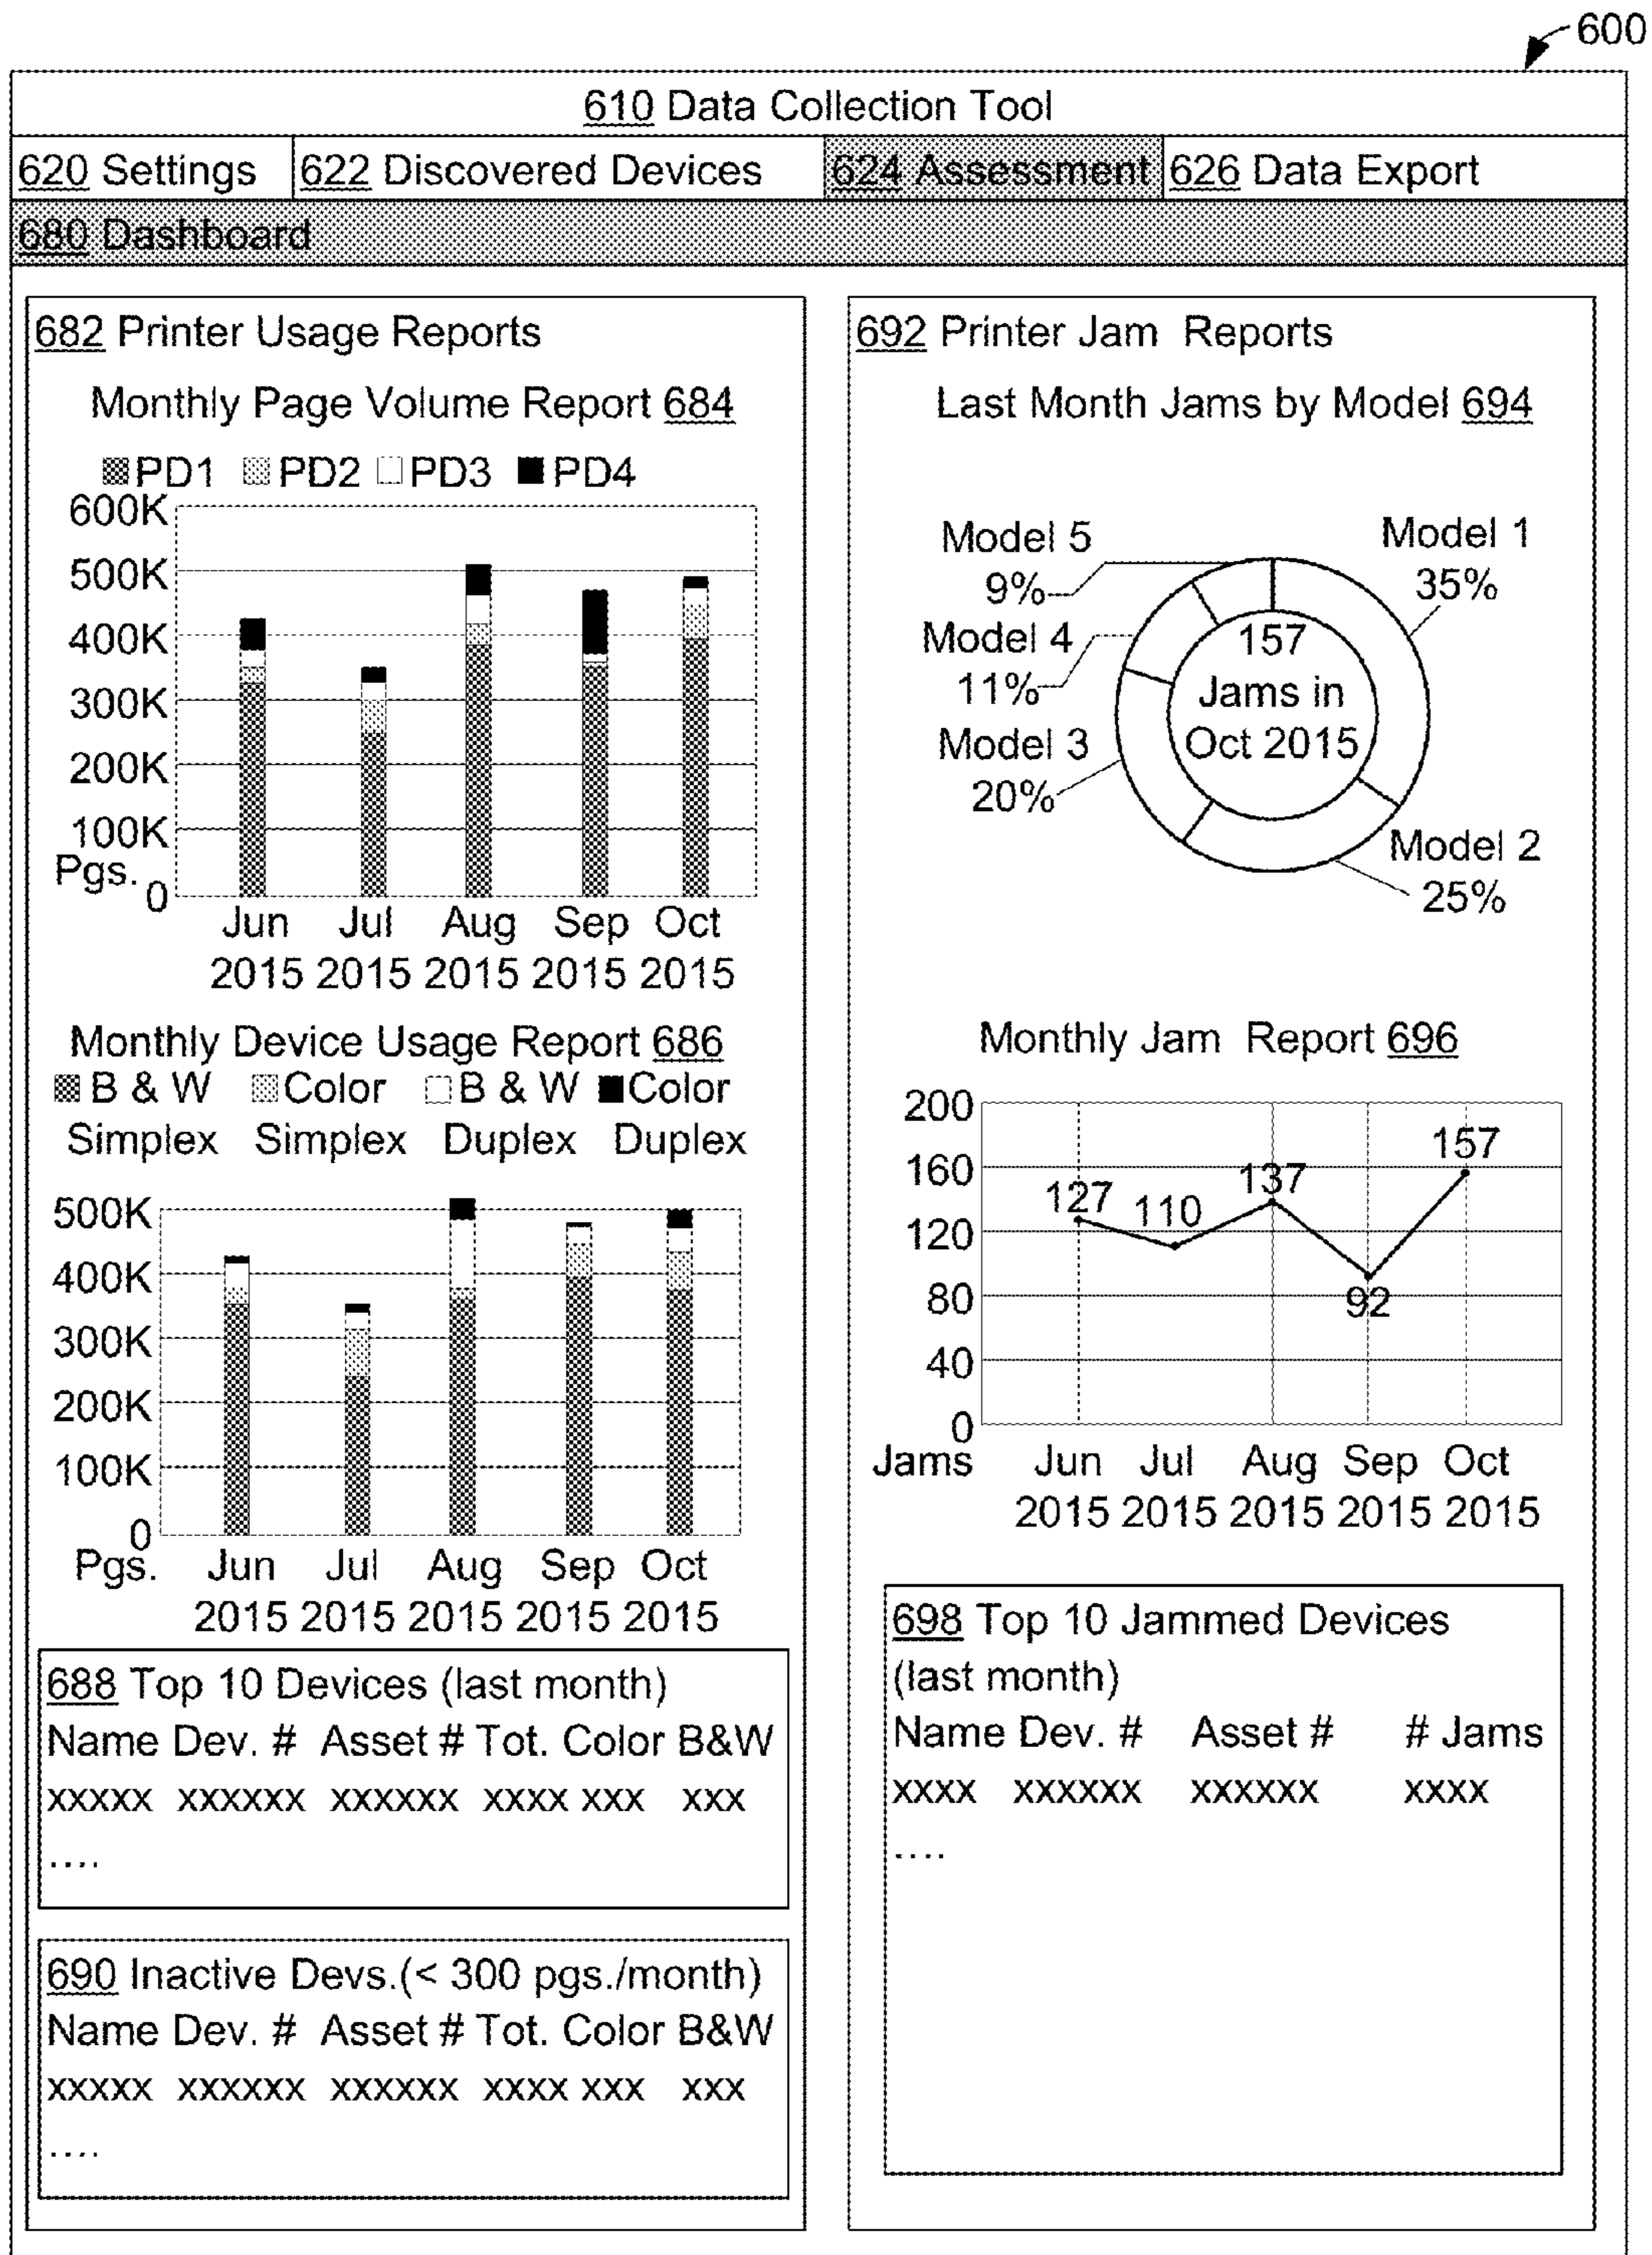 600
610 Data Collection Tool
620 Settings
622 Discovered Devices
624 Assessment
626 Data Export
680 Dashboard
682 Printer Usage Reports
Monthly Page Volume Report 684
PD1 PD2 PD3 PD4
600K
500K
400K
300K
200K
100K
Pgs.
0
Jun Jul Aug Sep Oct
2015 2015 2015 2015 2015
Monthly Device Usage Report 686
B & W Color B & W Color
Simplex Simplex Duplex Duplex
500K
400K
300K
200K
100K
0
Pgs. Jun Jul Aug Sep Oct
2015 2015 2015 2015 2015
688 Top 10 Devices (last month)
Name Dev. # Asset # Tot. Color B&W
xxxxx xxxxxx xxxxxx xxxx xxx xxx
....
690 Inactive Devs.(< 300 pgs./month)
Name Dev. # Asset # Tot. Color B&W
xxxxx xxxxxx xxxxxx xxxx xxx xxx
....
692 Printer Jam Reports
Last Month Jams by Model 694
Model 5
9%
Model 1
35%
Model 4
11%
157
Jams in
Oct 2015
Model 3
20%
Model 2
25%
Monthly Jam Report 696
200
160
120
80
40
0
127
110
137
92
157
Jams Jun Jul Aug Sep Oct
2015 2015 2015 2015 2015
698 Top 10 Jammed Devices
(last month)
Name Dev. # Asset # # Jams
xxxx xxxxxx xxxxxx xxxx
....